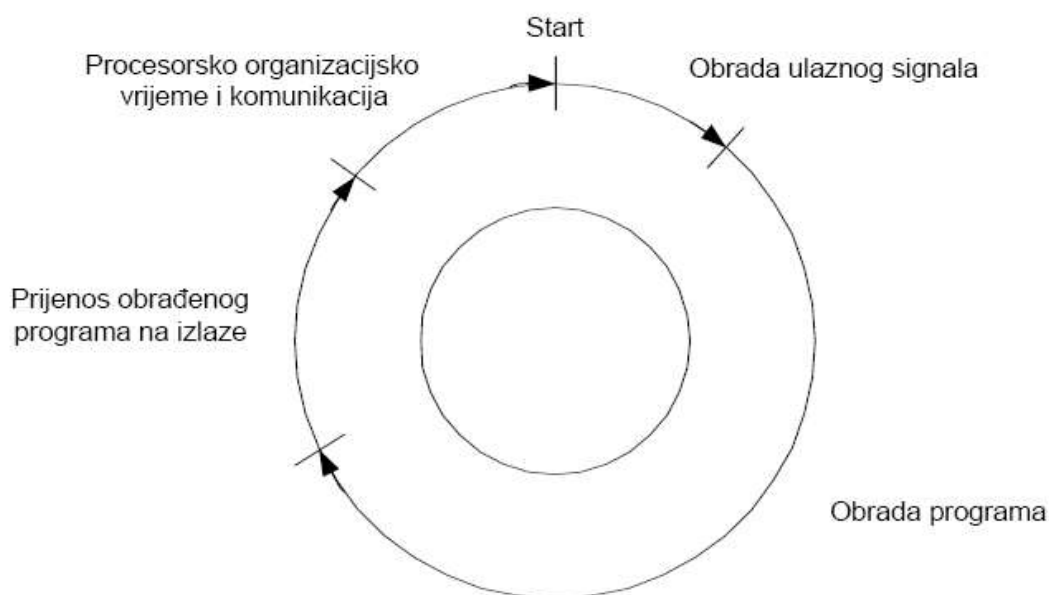 Start
Procesorsko organizacijsko
vrijeme i komunikacija
Obrada ulaznog signala
Prijenos obrađenog
programa na izlaze
Obrada programa